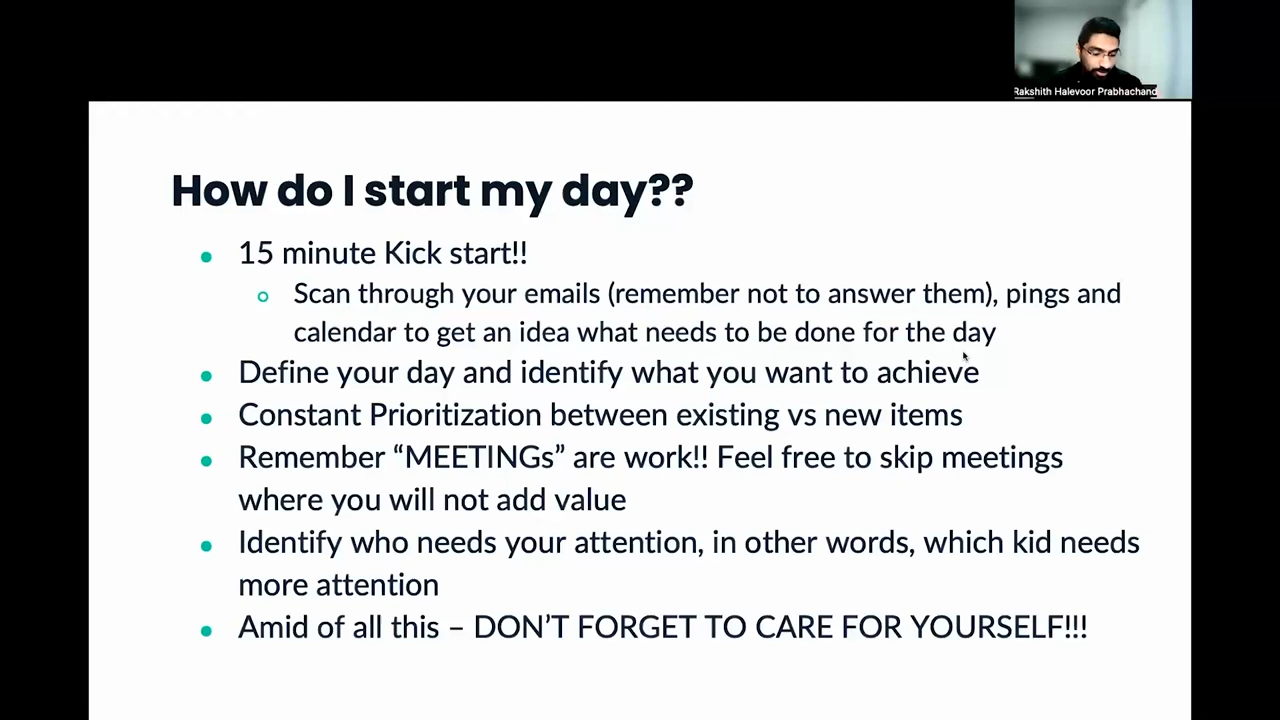 Rakshith Halevoor Prabhachand
How do I start my day??
15 minute Kick start!!
Scan through your emails (remember not to answer them), pings and
calendar to get an idea what needs to be done for the day
Define your day and identify what you want to achieve
Constant Prioritization between existing vs new items
Remember “MEETINGs” are work!! Feel free to skip meetings
where you will not add value
Identify who needs your attention, in other words, which kid needs
more attention
Amid of all this – DON’T FORGET TO CARE FOR YOURSELF!!!